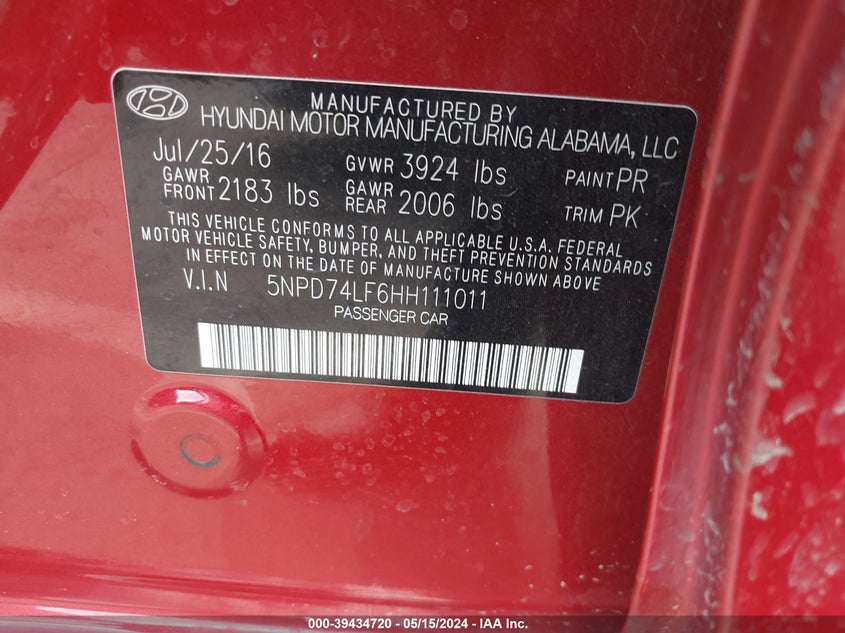 MANUFACTURED BY
HYUNDAI MOTOR MANUFACTURING ALABAMA, LLC
Jul/25/16 GVWR 3924 lbs PAINT PR
GAWR FRONT 2183 lbs GAWR REAR 2006 lbs TRIM PK
THIS VEHICLE CONFORMS TO ALL APPLICABLE U.S.A. FEDERAL
MOTOR VEHICLE SAFETY, BUMPER, AND THEFT PREVENTION STANDARDS
IN EFFECT ON THE DATE OF MANUFACTURE SHOWN ABOVE
V.I.N 5NPD74LF6HH111011
PASSENGER CAR
000-39434720 - 05/15/2024 - IAA Inc.